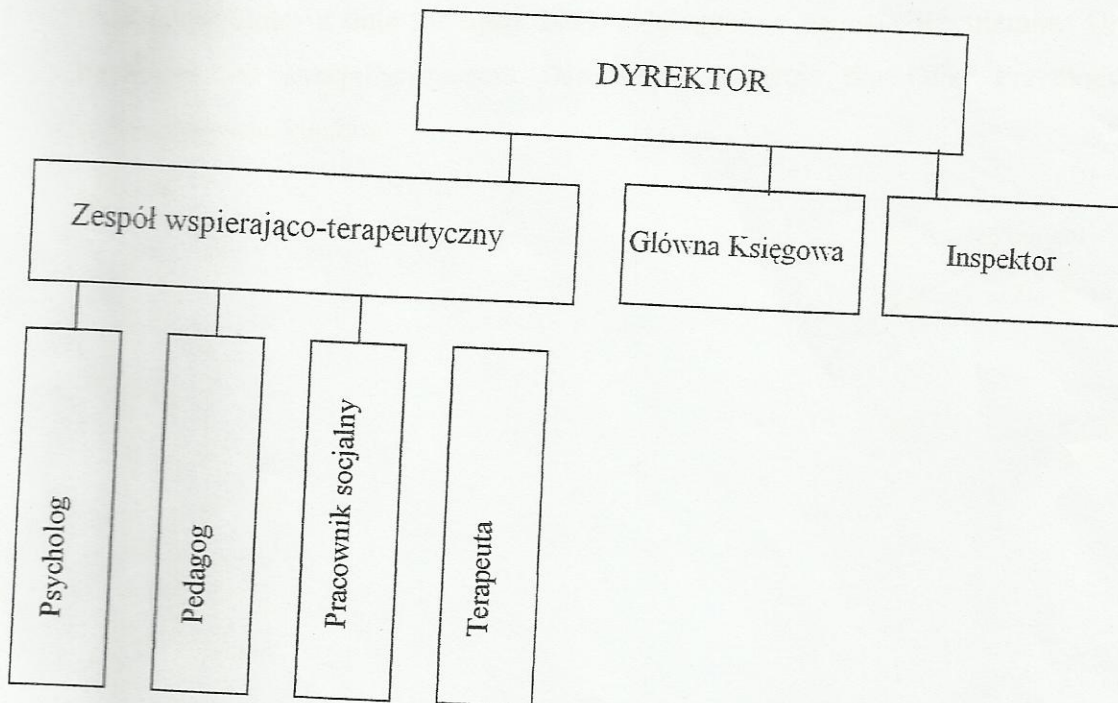 DYREKTOR
Zespół wspierająco-terapeutyczny
Główna Księgowa
Inspektor
Psycholog
Pedagog
Pracownik socjalny
Terapeuta